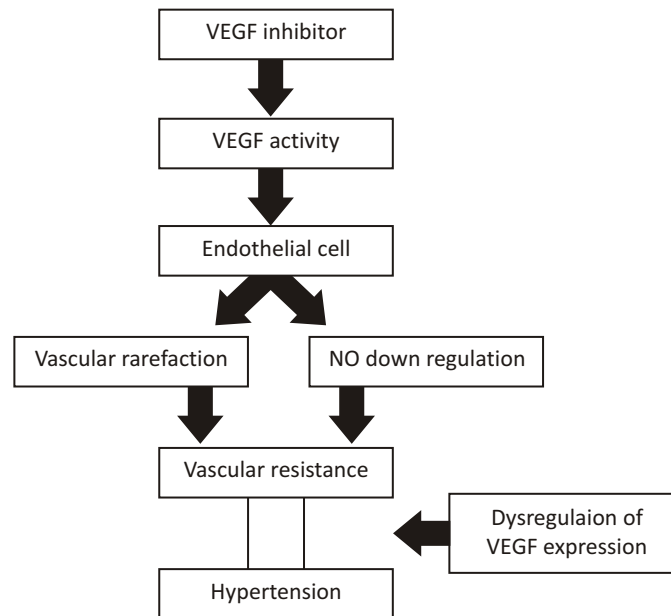 VEGF inhibitor
VEGF activity
Endothelial cell
Vascular rarefaction
NO down regulation
Vascular resistance
Dysregulaion of
VEGF expression
Hypertension